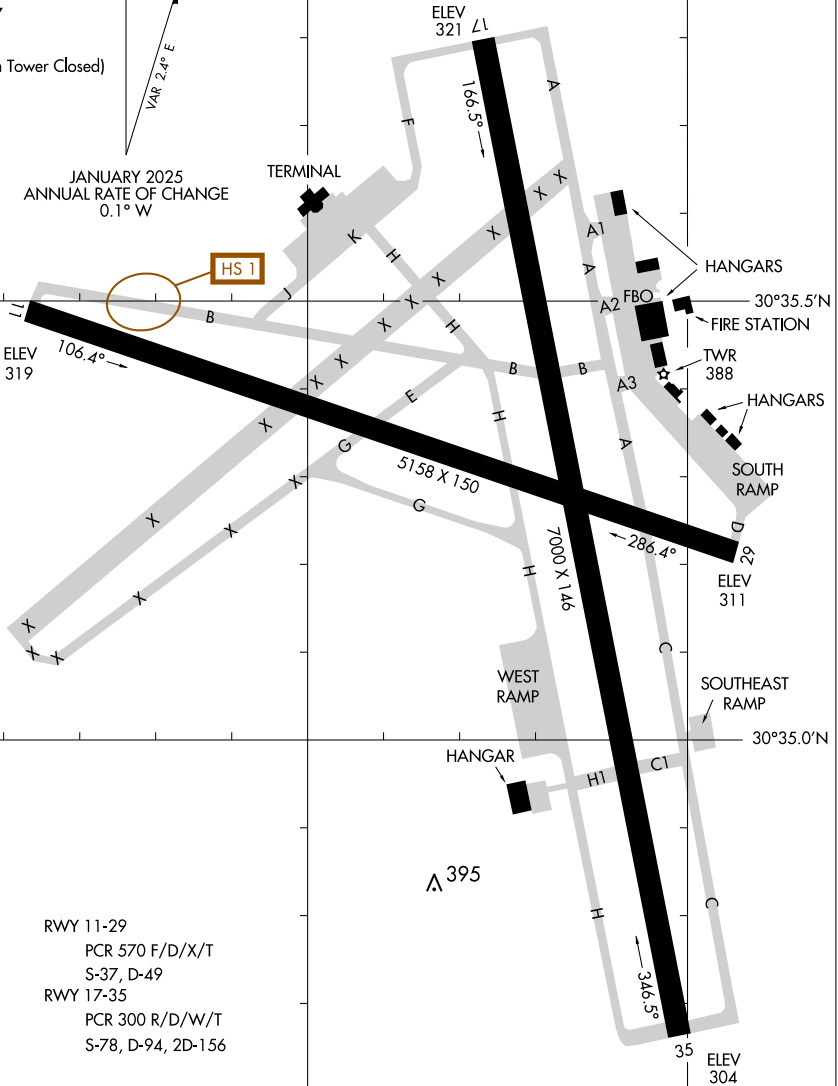 ELEV
321
17
n Tower Closed)
VAR 2.4° E
166.5°
A
F
JANUARY 2025
ANNUAL RATE OF CHANGE
0.1° W
TERMINAL
X
X
K
H
X
A1
A
HANGARS
HS 1
X
J
A2
FBO
30°35.5'N
11
B
X
X
H
FIRE STATION
ELEV
319
106.4°
X
X
B
B
A3
TWR
388
E
H
HANGARS
X
G
A
5158 X 150
SOUTH
RAMP
X
G
X
X
D
29
7000 X 146
286.4°
ELEV
311
H
X
X
X
X
C
WEST
RAMP
SOUTHEAST
RAMP
30°35.0'N
HANGAR
H1
C1
395
H
C
RWY 11-29
PCR 570 F/D/X/T
S-37, D-49
RWY 17-35
PCR 300 R/D/W/T
S-78, D-94, 2D-156
346.5°
35
ELEV
304